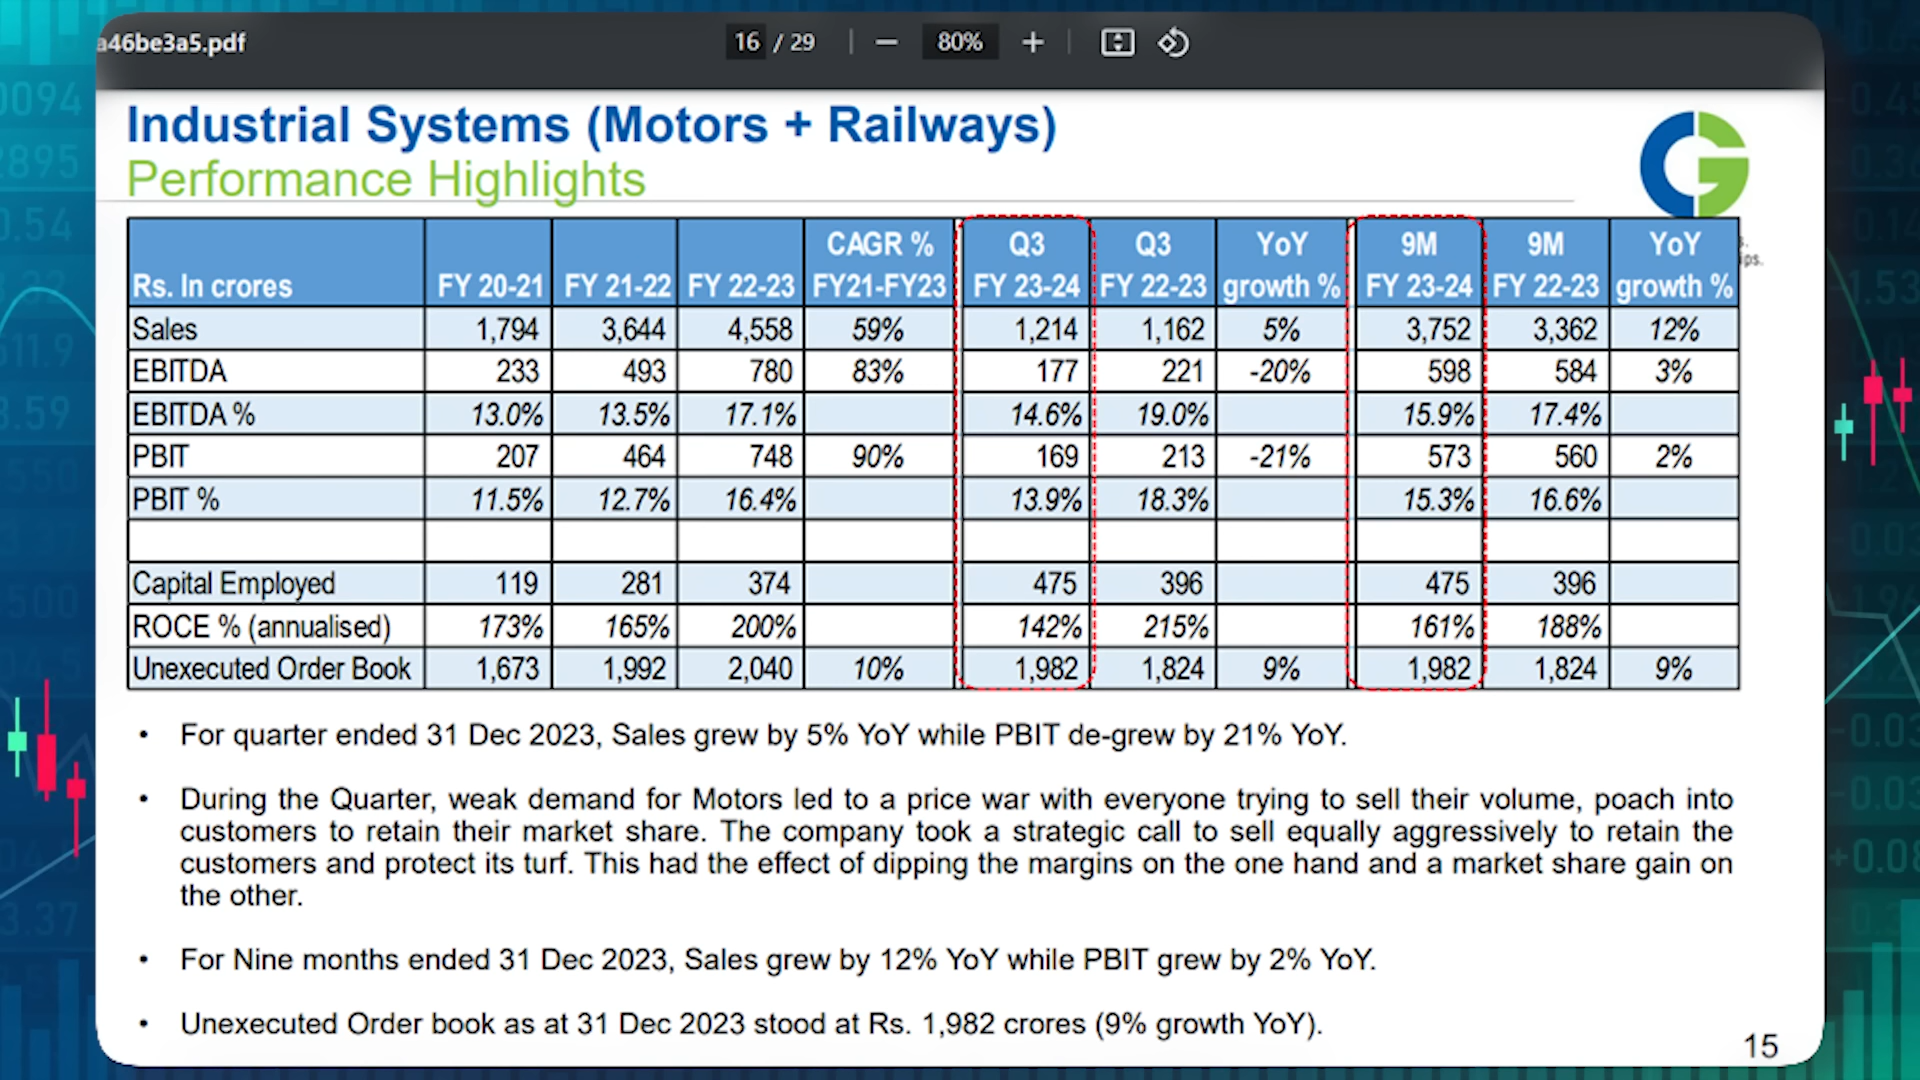 a46be3a5.pdf 16 / 29 80%
Industrial Systems (Motors + Railways)
Performance Highlights
Rs. In crores FY 20-21 FY 21-22 FY 22-23 CAGR % FY21-FY23 Q3 FY 23-24 Q3 FY 22-23 YoY growth % 9M FY 23-24 9M FY 22-23 YoY growth %
Sales 1,794 3,644 4,558 59% 1,214 1,162 5% 3,752 3,362 12%
EBITDA 233 493 780 83% 177 221 -20% 598 584 3%
EBITDA % 13.0% 13.5% 17.1% 14.6% 19.0% 15.9% 17.4%
PBIT 207 464 748 90% 169 213 -21% 573 560 2%
PBIT % 11.5% 12.7% 16.4% 13.9% 18.3% 15.3% 16.6%
Capital Employed 119 281 374 475 396 475 396
ROCE % (annualised) 173% 165% 200% 142% 215% 161% 188%
Unexecuted Order Book 1,673 1,992 2,040 10% 1,982 1,824 9% 1,982 1,824 9%
• For quarter ended 31 Dec 2023, Sales grew by 5% YoY while PBIT de-grew by 21% YoY.
• During the Quarter, weak demand for Motors led to a price war with everyone trying to sell their volume, poach into
customers to retain their market share. The company took a strategic call to sell equally aggressively to retain the
customers and protect its turf. This had the effect of dipping the margins on the one hand and a market share gain on
the other.
• For Nine months ended 31 Dec 2023, Sales grew by 12% YoY while PBIT grew by 2% YoY.
• Unexecuted Order book as at 31 Dec 2023 stood at Rs. 1,982 crores (9% growth YoY).
15